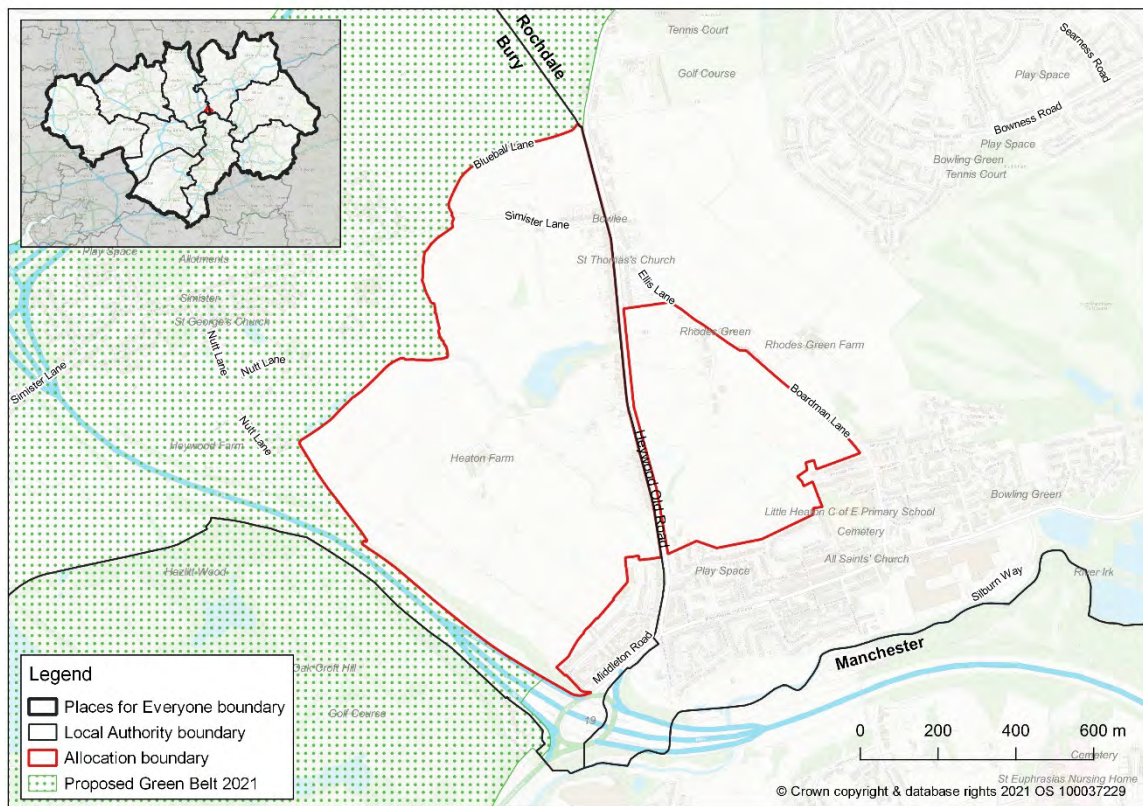 Rochdale
Bury
Tennis Court
Golf Course
Searness Road
Play Space
Bowness Road
Play Space
Bowling Green
Tennis Court
Blueball Lane
Simister Lane
Bowlee
St Thomas's Church
Ellis Lane
Play Space
Allotments
Simister
St George's Church
Nutt Lane
Nutt Lane
Simister Lane
Rhodes Green
Rhodes Green Farm
Boardman Lane
Nutt Lane
Heywood Farm
Heaton Farm
Heywood Old Road
Bowling Green
Little Heaton C of E Primary School
Cemetery
All Saints' Church
Hazlitt Wood
Play Space
Silburn Way
River Irk
Middleton Road
Manchester
Oak Croft Hill
Golf Course
19
Legend
Places for Everyone boundary
Local Authority boundary
Allocation boundary
Proposed Green Belt 2021
0 200 400 600 m
Cemetery
St Euphrasias Nursing Home
© Crown copyright & database rights 2021 OS 100037229